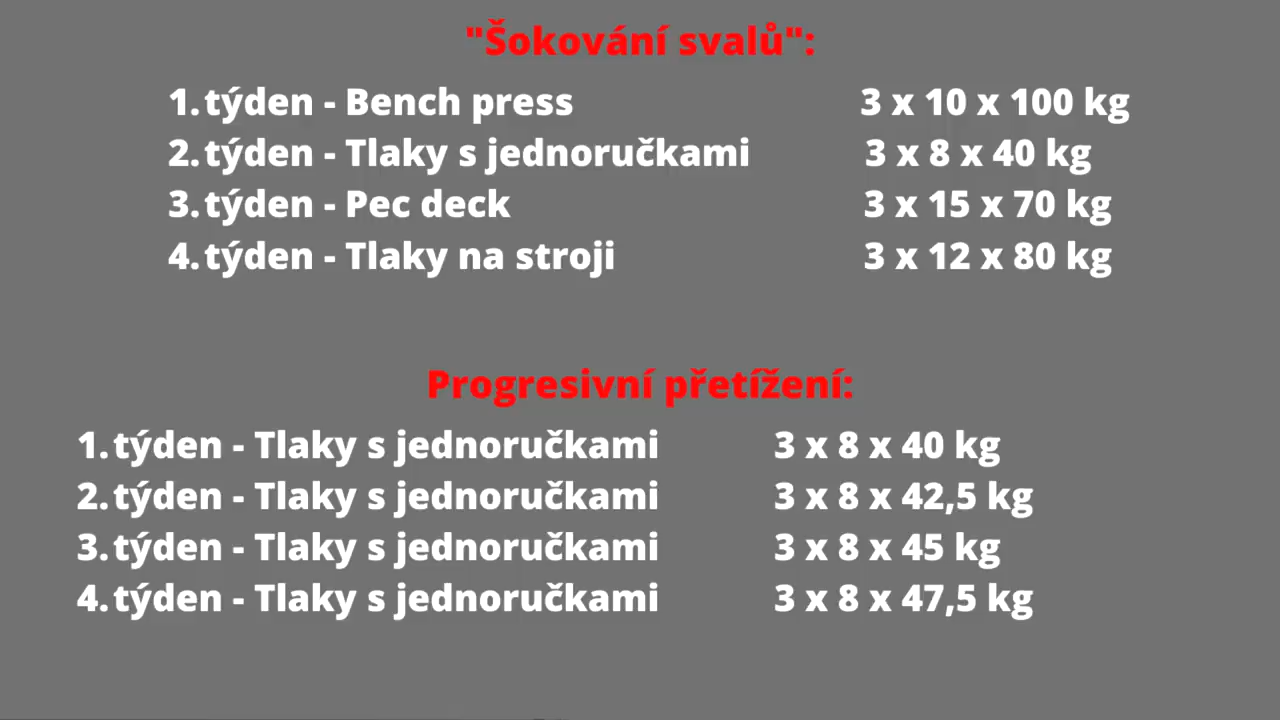 "Šokování svalů":
1. týden - Bench press 3 x 10 x 100 kg
2. týden - Tlaky s jednoručkami 3 x 8 x 40 kg
3. týden - Pec deck 3 x 15 x 70 kg
4. týden - Tlaky na stroji 3 x 12 x 80 kg
Progresivní přetížení:
1. týden - Tlaky s jednoručkami 3 x 8 x 40 kg
2. týden - Tlaky s jednoručkami 3 x 8 x 42,5 kg
3. týden - Tlaky s jednoručkami 3 x 8 x 45 kg
4. týden - Tlaky s jednoručkami 3 x 8 x 47,5 kg